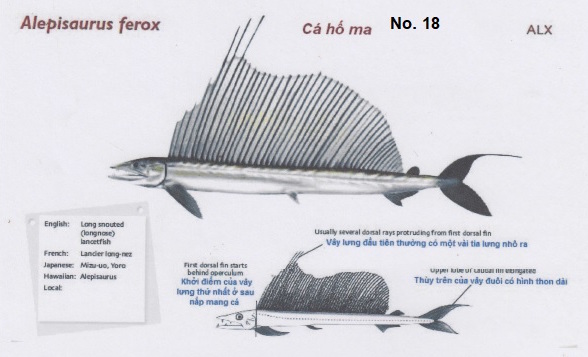 Alepisaurus ferox
Cá hố ma
No. 18
ALX
English: Long snouted
(longnose)
lancetfish
French: Lancier long-nez
Japanese: Mizu-uo, Yoro
Hawaiian: Alepisaurus
Local:
Usually several dorsal rays protruding from first dorsal fin
Vây lưng đầu tiên thường có một vài tia lưng nhô ra
First dorsal fin starts
behind operculum
Khởi điểm của vây
lưng thứ nhất ở sau
nắp mang cá
Upper lobe of caudal fin elongated
Thùy trên của vây đuôi có hình thon dài